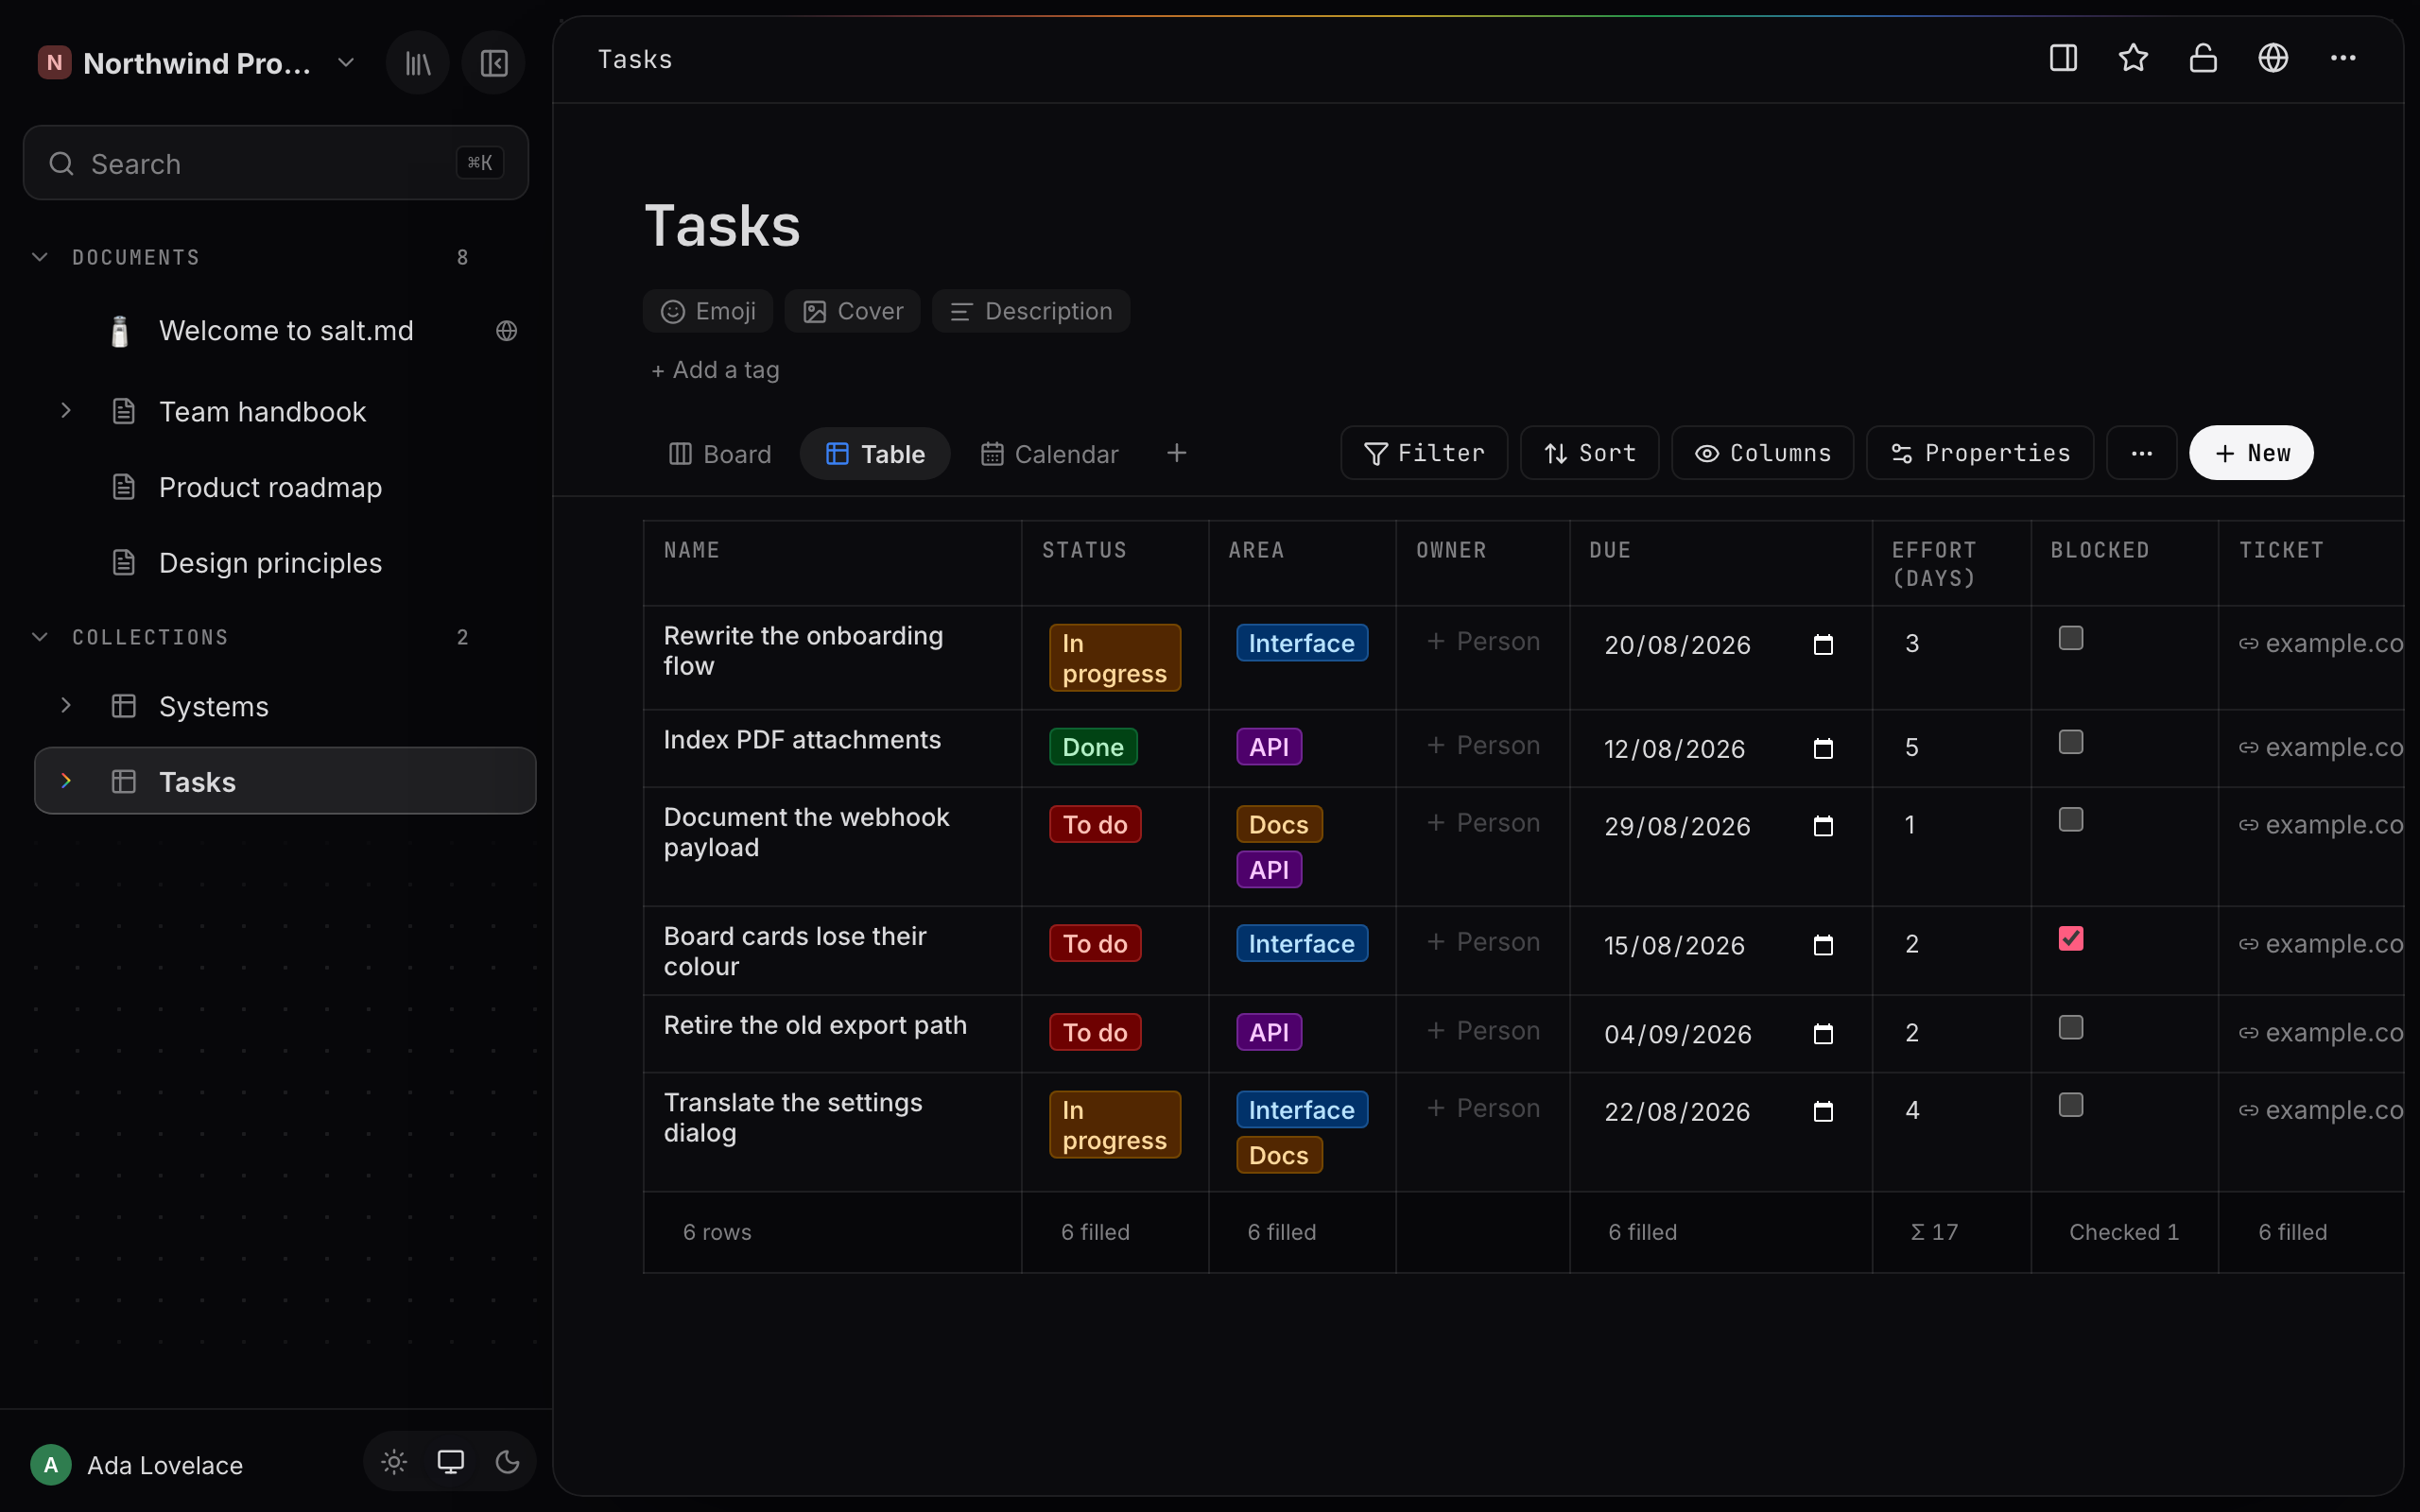 N Northwind Pro...
Search ⌘K
DOCUMENTS 8
Welcome to salt.md
Team handbook
Product roadmap
Design principles
COLLECTIONS 2
Systems
Tasks
A Ada Lovelace
Tasks
Tasks
Emoji Cover Description
+ Add a tag
Board Table Calendar +
Filter Sort Columns Properties ... + New
NAME STATUS AREA OWNER DUE EFFORT (DAYS) BLOCKED TICKET
Rewrite the onboarding
flow
In
progress
Interface + Person 20/08/2026 3 example.co
Index PDF attachments Done API + Person 12/08/2026 5 example.co
Document the webhook
payload
To do Docs
API
+ Person 29/08/2026 1 example.co
Board cards lose their
colour
To do Interface + Person 15/08/2026 2 example.co
Retire the old export path To do API + Person 04/09/2026 2 example.co
Translate the settings
dialog
In
progress
Interface
Docs
+ Person 22/08/2026 4 example.co
6 rows 6 filled 6 filled 6 filled Σ 17 Checked 1 6 filled